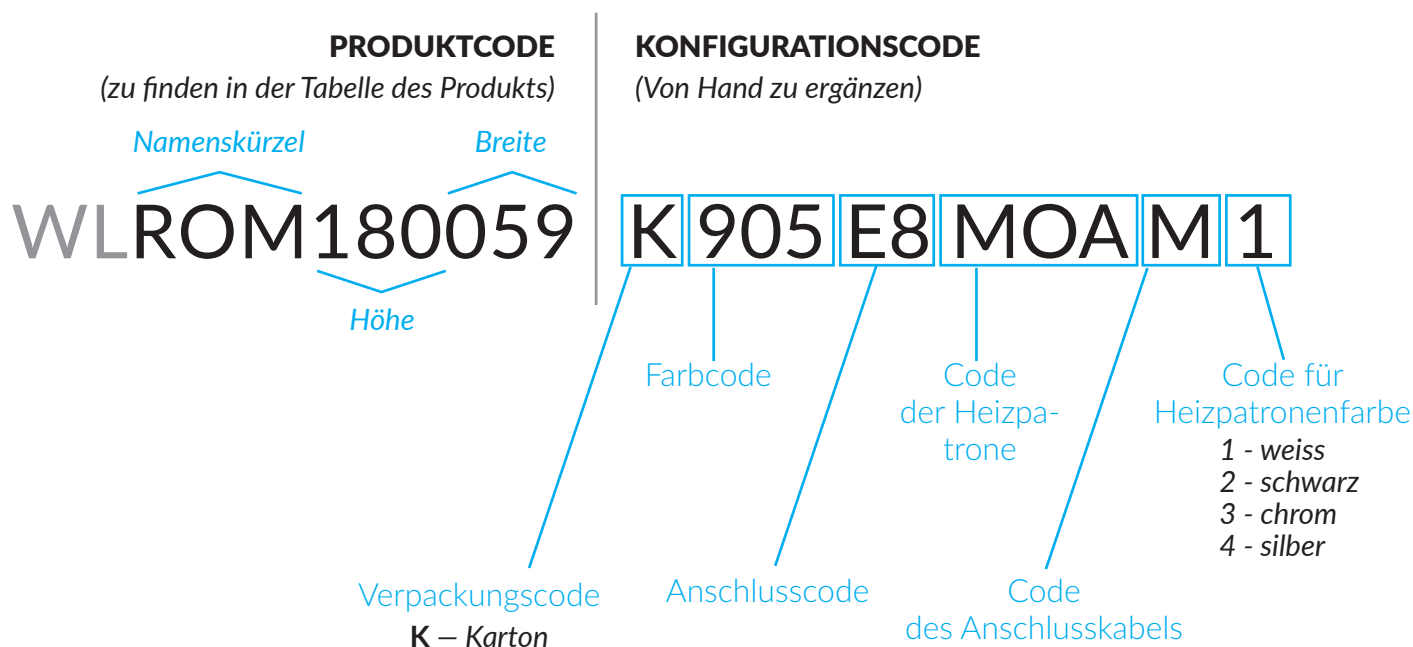 PRODUKTCODE
(zu finden in der Tabelle des Produkts)
KONFIGURATIONSCODE
(Von Hand zu ergänzen)
Namenskürzel
Breite
WLROM180059 K 905 E8 MOA M 1
Höhe
Farbcode
Code
der Heizpa-
trone
Code für
Heizpatronenfarbe
1 - weiss
2 - schwarz
3 - chrom
4 - silber
Verpackungscode
K – Karton
Anschlusscode
Code
des Anschlusskabels